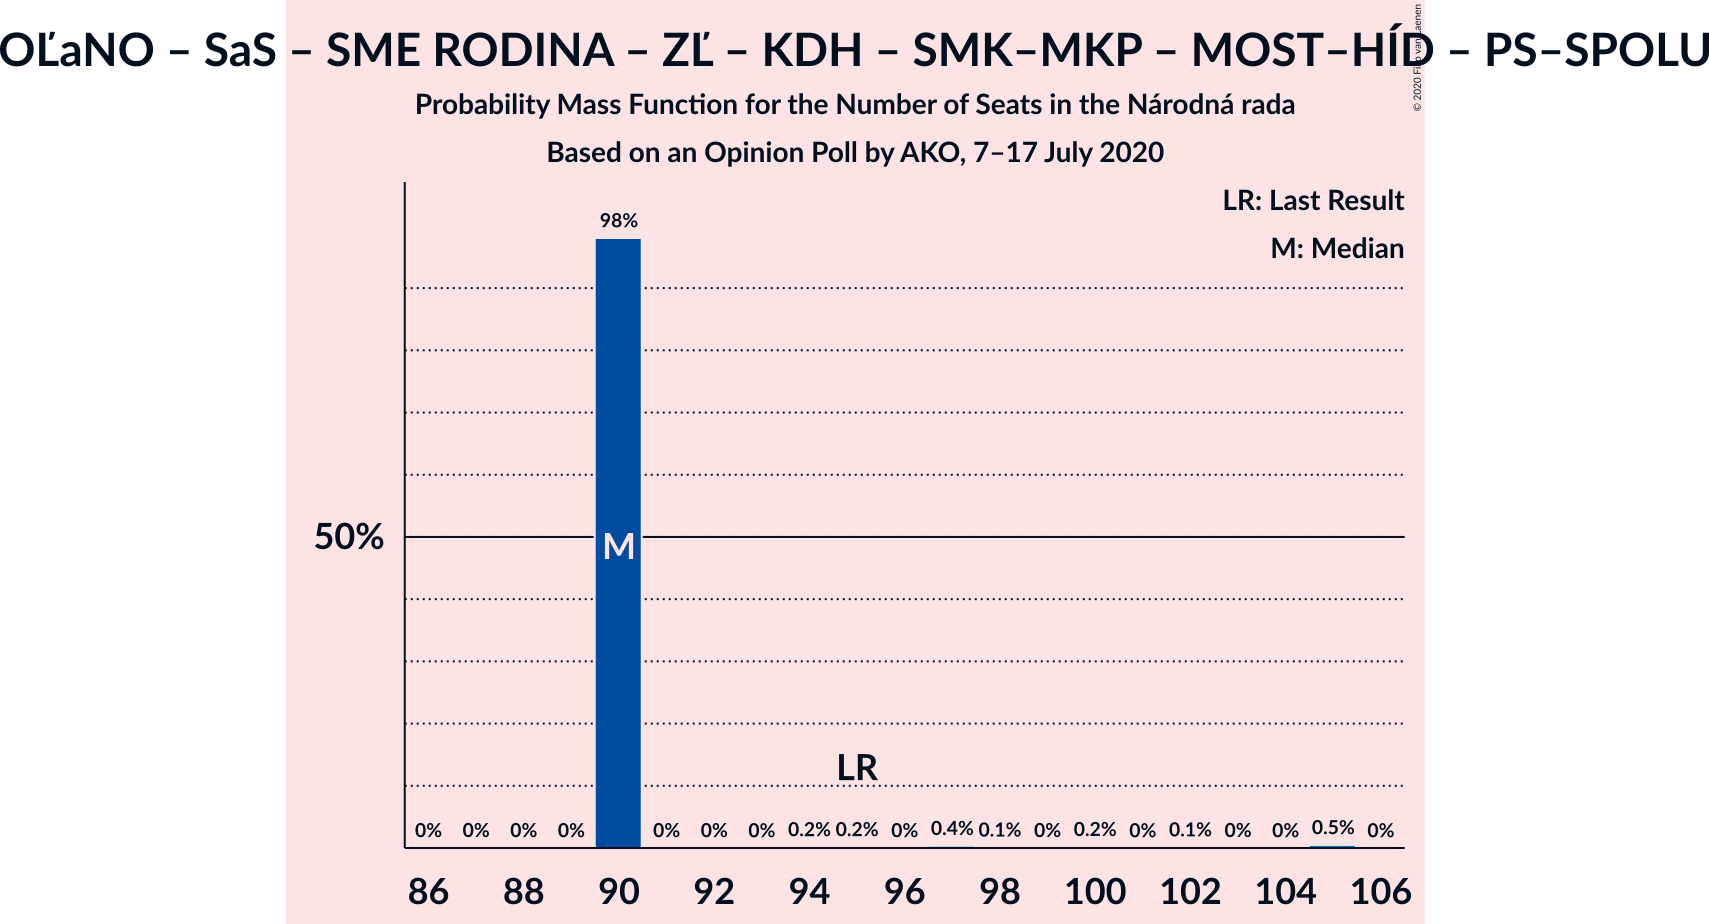 OĽaNO – SaS – SME RODINA – ZĽ – KDH – SMK–MKP – MOST–HÍD – PS–SPOLU
Probability Mass Function for the Number of Seats in the Národná rada
Based on an Opinion Poll by AKO, 7–17 July 2020
© 2020 Filip van Laenen
LR: Last Result
M: Median
98%
50%
M
LR
0% 0% 0% 0% 0% 0% 0% 0.2% 0.2% 0% 0.4% 0.1% 0% 0.2% 0% 0.1% 0% 0% 0.5% 0%
86 88 90 92 94 96 98 100 102 104 106